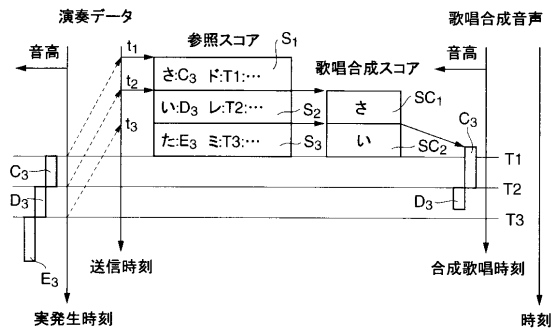 演奏データ
歌唱合成音声
音高
t1
参照スコア
S1
さ:C3 ド:T1:…
t2
い:D3 レ:T2:…
S2
t3
た:E3 ミ:T3:…
S3
歌唱合成スコア
さ
SC1
い
SC2
音高
C3
T1
C3
T2
D3
D3
T3
E3
送信時刻
合成歌唱時刻
実発生時刻
時刻